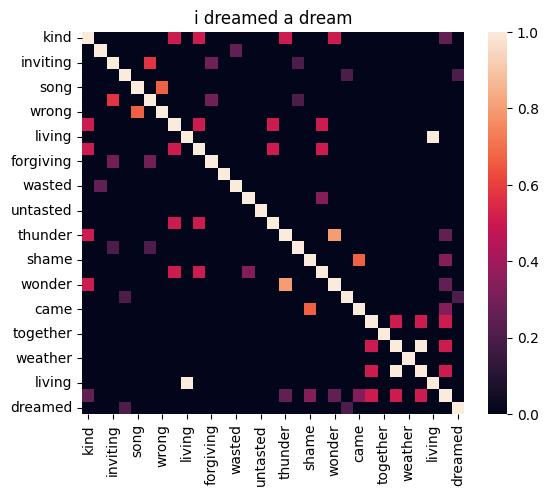 i dreamed a dream
kind
inviting
song
wrong
living
forgiving
wasted
untasted
thunder
shame
wonder
came
together
weather
living
dreamed
1.0
0.8
0.6
0.4
0.2
0.0
kind
inviting
song
wrong
living
forgiving
wasted
untasted
thunder
shame
wonder
came
together
weather
living
dreamed